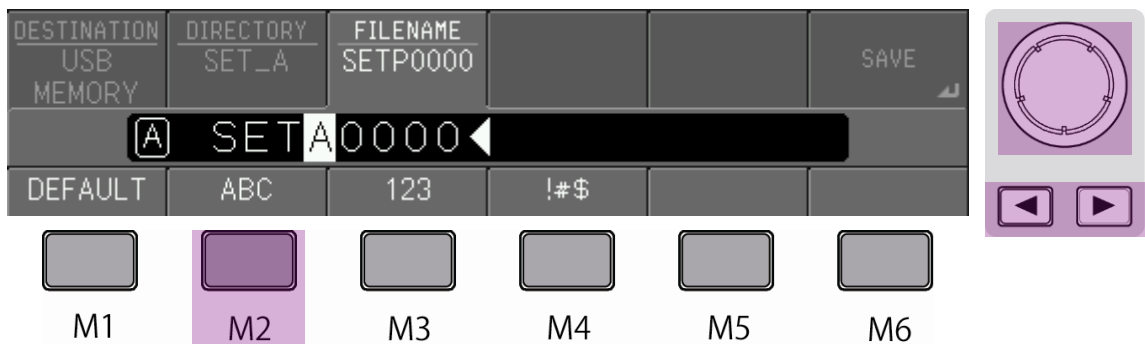 DESTINATION DIRECTORY FILENAME
USB SET_A SETP0000 SAVE
MEMORY
A SETA0000
DEFAULT ABC 123 !#$
M1 M2 M3 M4 M5 M6